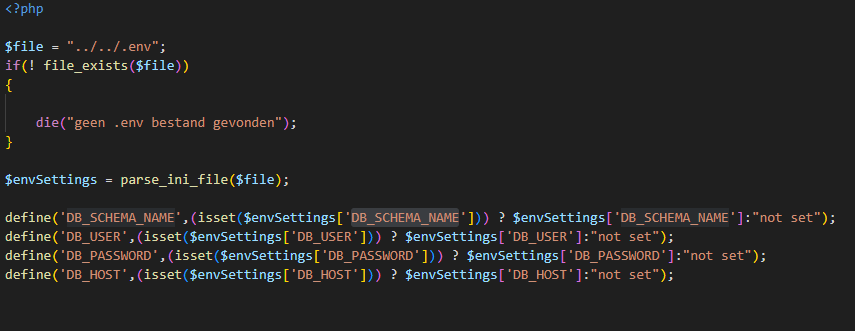 <?php
$file = "../../.env";
if(! file_exists($file))
{
die("geen .env bestand gevonden");
}
$envSettings = parse_ini_file($file);
define('DB_SCHEMA_NAME',(isset($envSettings['DB_SCHEMA_NAME'])) ? $envSettings['DB_SCHEMA_NAME']:"not set");
define('DB_USER',(isset($envSettings['DB_USER'])) ? $envSettings['DB_USER']:"not set");
define('DB_PASSWORD',(isset($envSettings['DB_PASSWORD'])) ? $envSettings['DB_PASSWORD']:"not set");
define('DB_HOST',(isset($envSettings['DB_HOST'])) ? $envSettings['DB_HOST']:"not set");